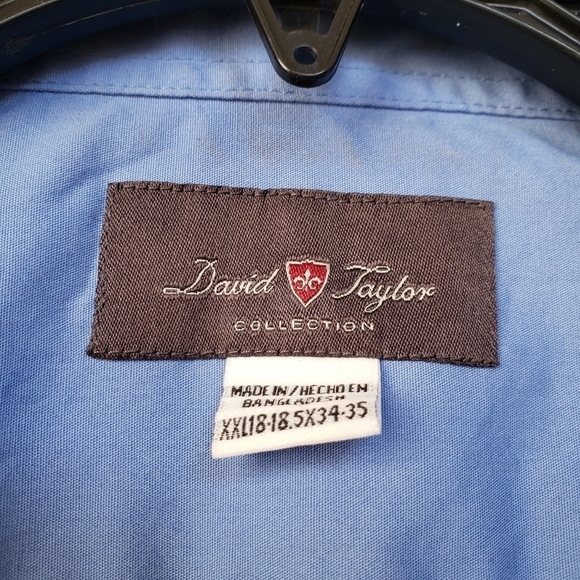 David Taylor
COLLECTION
MADE IN/HECHO EN
BANGLADESH
XXL18-18.5X34-35